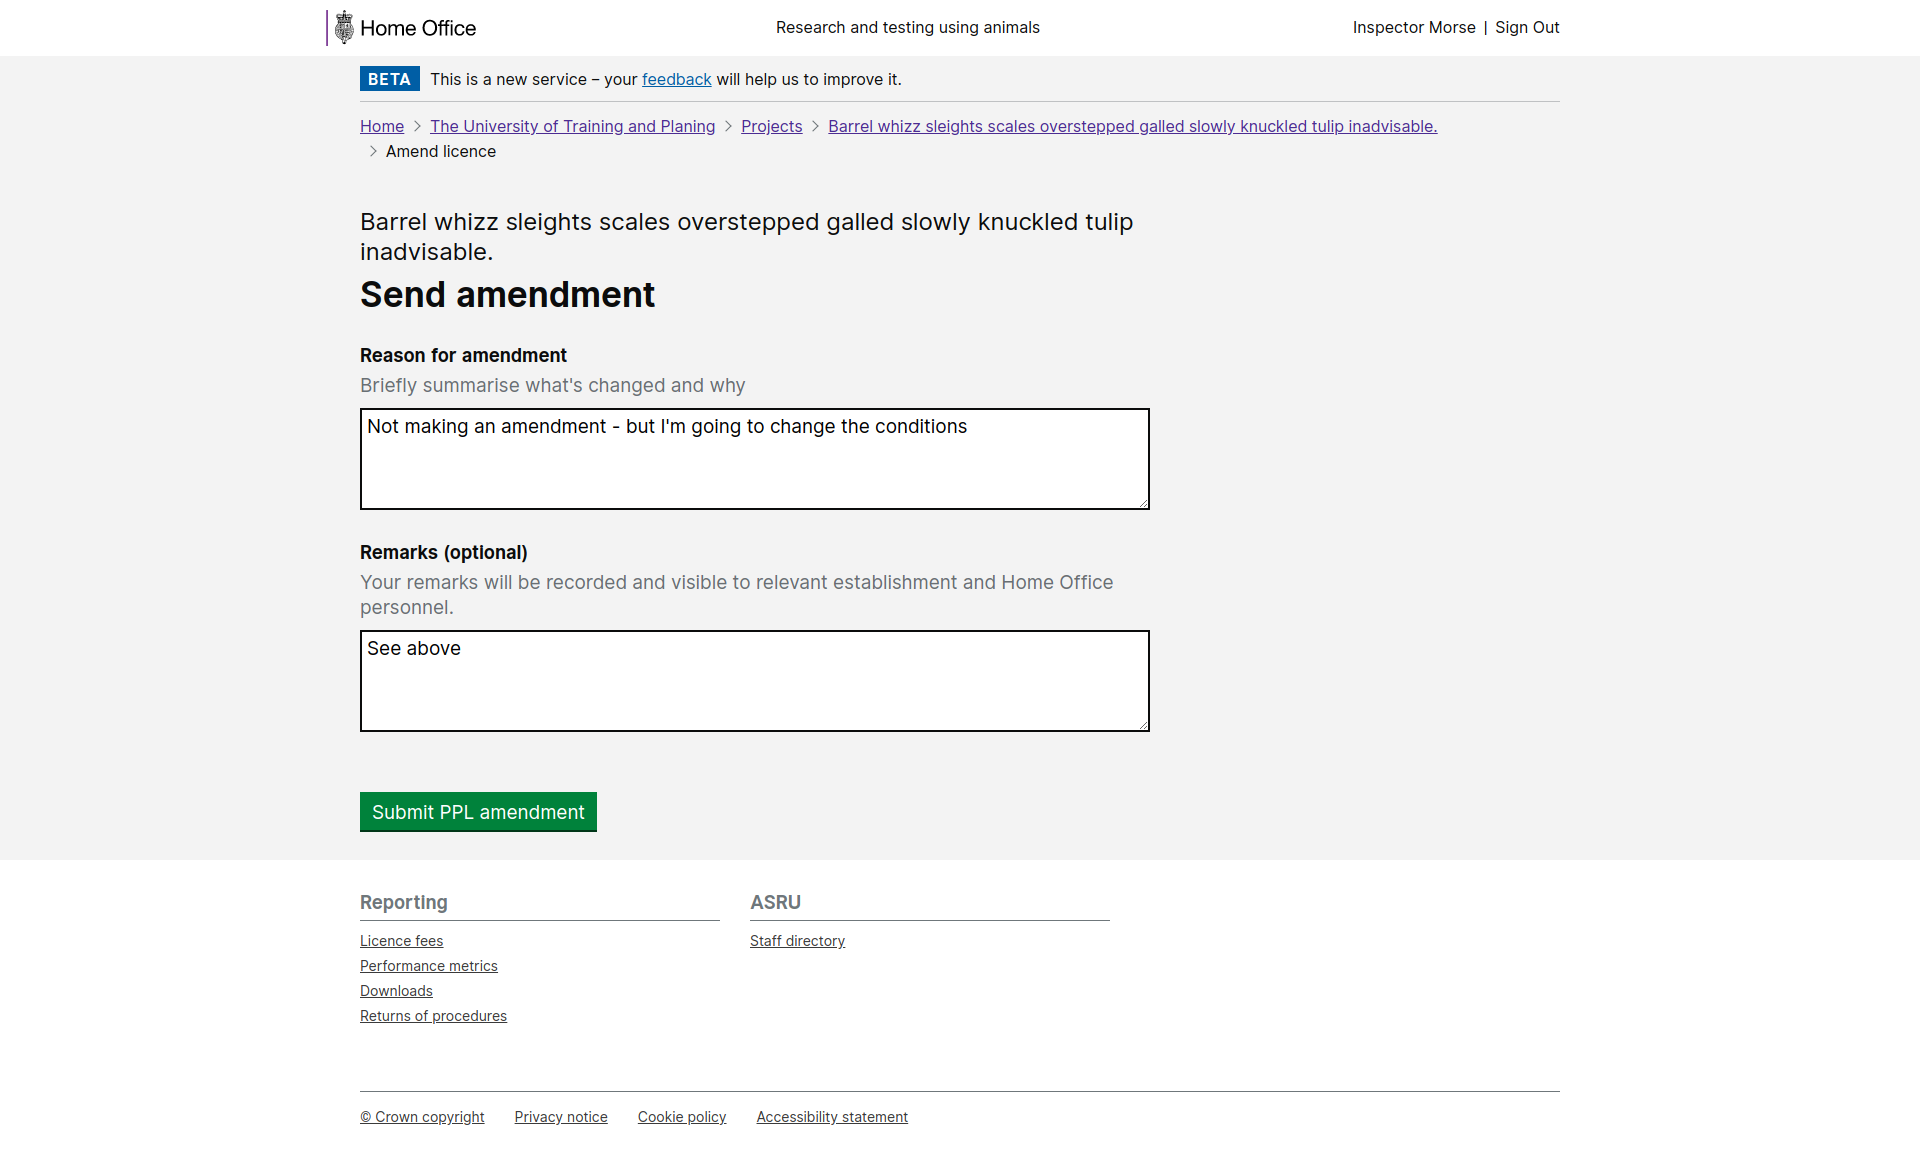 Home Office
Research and testing using animals
Inspector Morse | Sign Out
BETA This is a new service – your feedback will help us to improve it.
Home > The University of Training and Planing > Projects > Barrel whizz sleights scales overstepped galled slowly knuckled tulip inadvisable.
> Amend licence
Barrel whizz sleights scales overstepped galled slowly knuckled tulip
inadvisable.
Send amendment
Reason for amendment
Briefly summarise what's changed and why
Not making an amendment - but I'm going to change the conditions
Remarks (optional)
Your remarks will be recorded and visible to relevant establishment and Home Office
personnel.
See above
Submit PPL amendment
Reporting
Licence fees
Performance metrics
Downloads
Returns of procedures
ASRU
Staff directory
© Crown copyright Privacy notice Cookie policy Accessibility statement